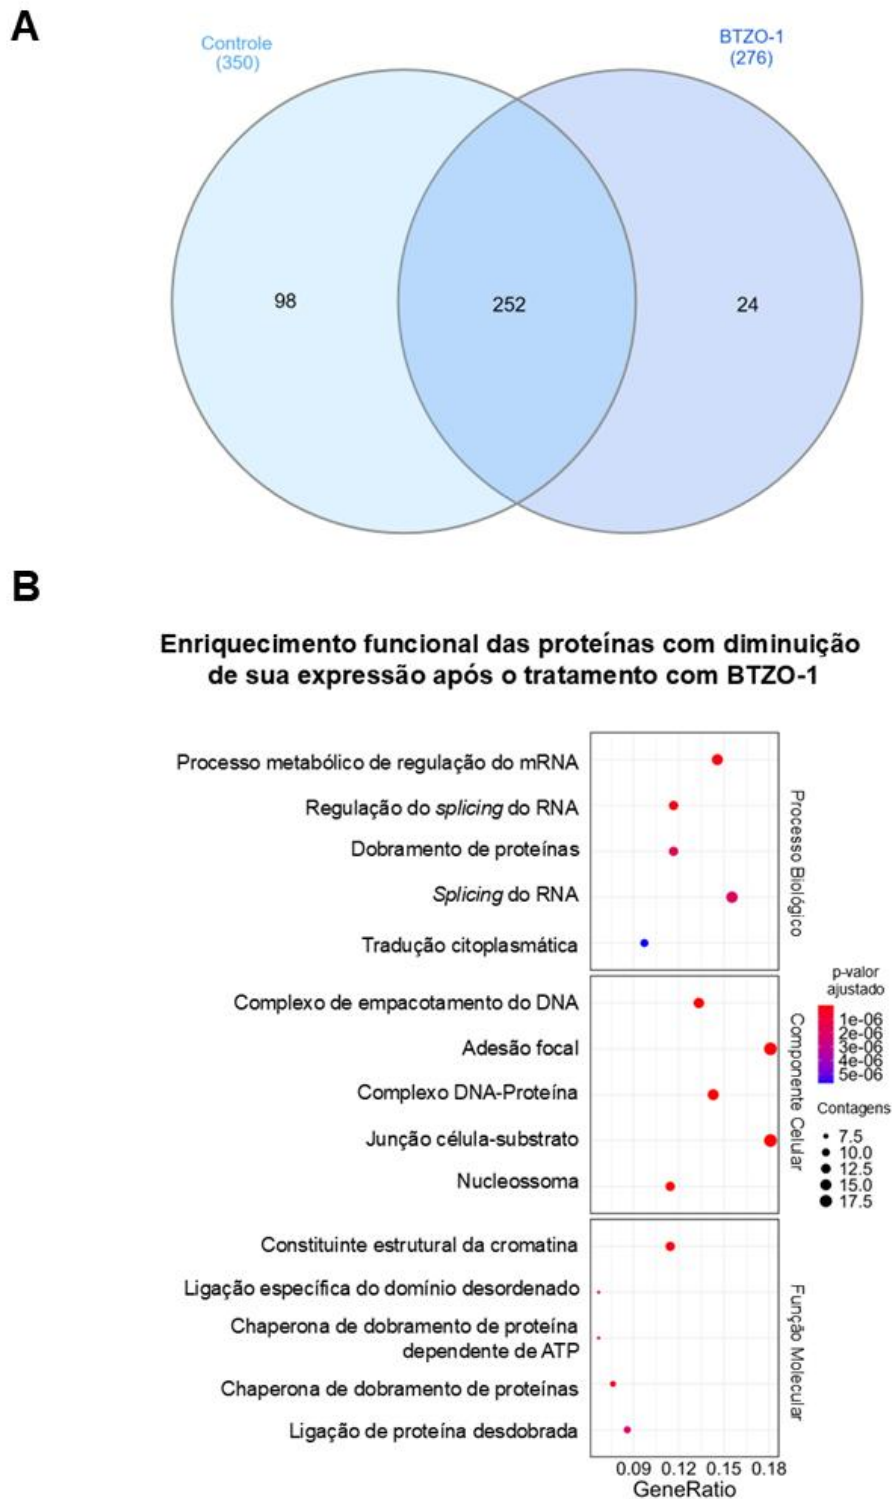 A
Controle
(350)
BTZO-1
(276)
98
252
24
B
Enriquecimento funcional das proteínas com diminuição
de sua expressão após o tratamento com BTZO-1
Processo metabólico de regulação do mRNA
Regulação do splicing do RNA
Dobramento de proteínas
Splicing do RNA
Tradução citoplasmática
Processo Biológico
Complexo de empacotamento do DNA
Adesão focal
Complexo DNA-Proteína
Junção célula-substrato
Nucleossoma
Componente Celular
Constituinte estrutural da cromatina
Ligação específica do domínio desordenado
Chaperona de dobramento de proteína
dependente de ATP
Chaperona de dobramento de proteínas
Ligação de proteína desdobrada
Função Molecular
0.09 0.12 0.15 0.18
GeneRatio
p-valor
ajustado
1e-06
2e-06
3e-06
4e-06
5e-06
Contagens
7.5
10.0
12.5
15.0
17.5